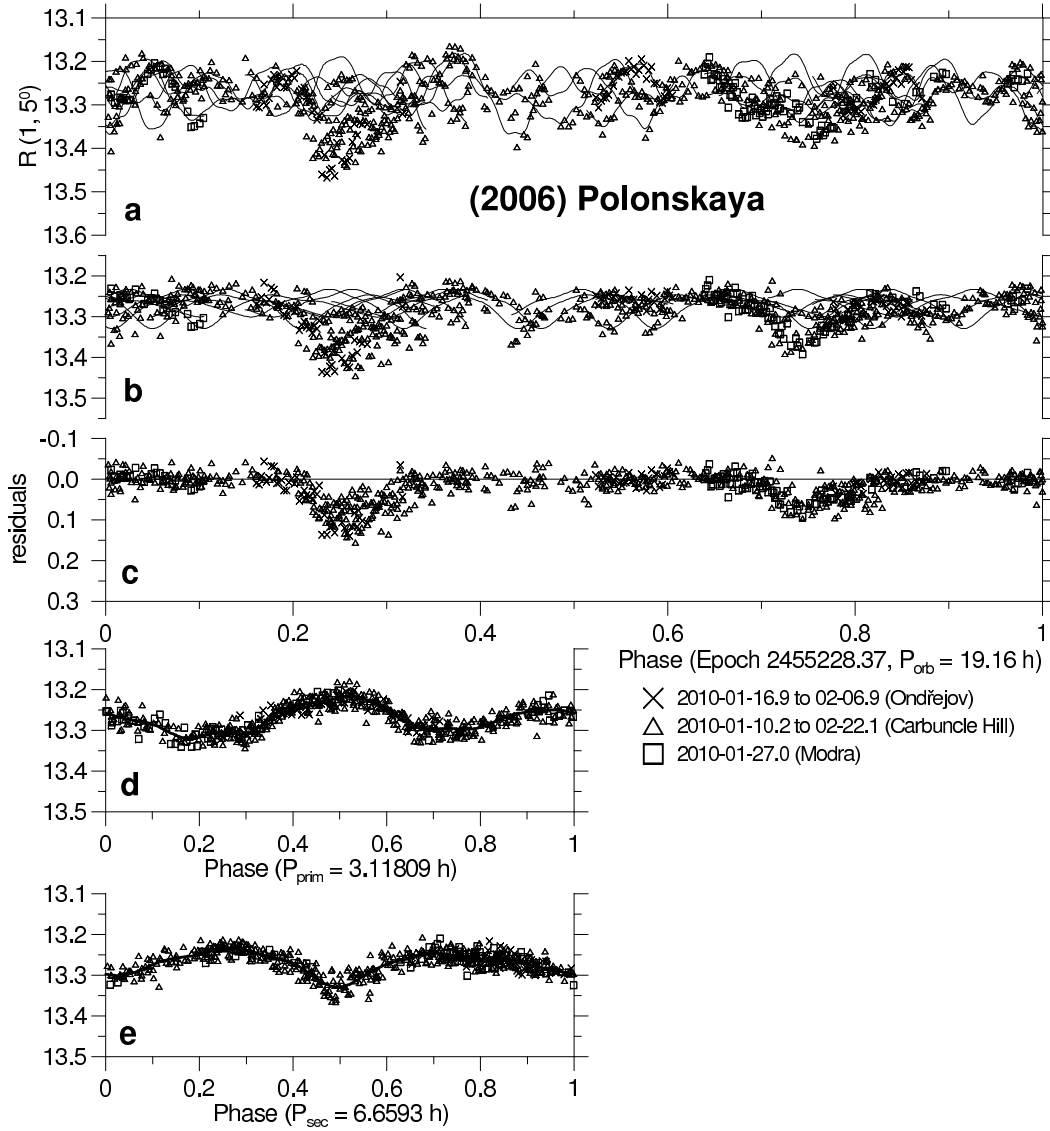 13.1
13.2
13.3
13.4
13.5
13.6
R (1, 5⁰)
a
(2006) Polonskaya
13.2
13.3
13.4
13.5
b
-0.1
0.0
0.1
0.2
0.3
residuals
c
0 0.2 0.4 0.6 0.8 1
Phase (Epoch 2455228.37, Porb = 19.16 h)
2010-01-16.9 to 02-06.9 (Ondřejov)
2010-01-10.2 to 02-22.1 (Carbuncle Hill)
2010-01-27.0 (Modra)
13.1
13.2
13.3
13.4
13.5
d
0 0.2 0.4 0.6 0.8 1
Phase (Pprim = 3.11809 h)
13.1
13.2
13.3
13.4
13.5
e
0 0.2 0.4 0.6 0.8 1
Phase (Psec = 6.6593 h)